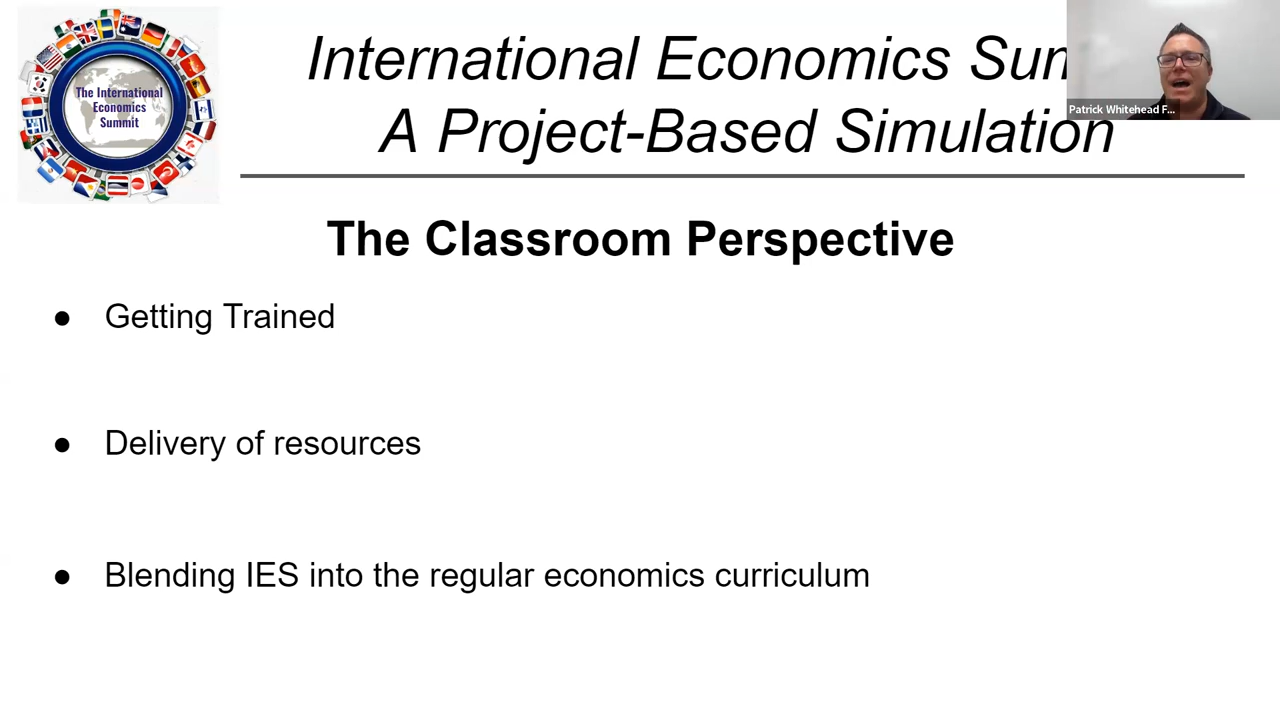 The International
Economics
Summit
International Economics
A Project-Based Simulation
Patrick Whitehead F...
The Classroom Perspective
● Getting Trained
● Delivery of resources
● Blending IES into the regular economics curriculum